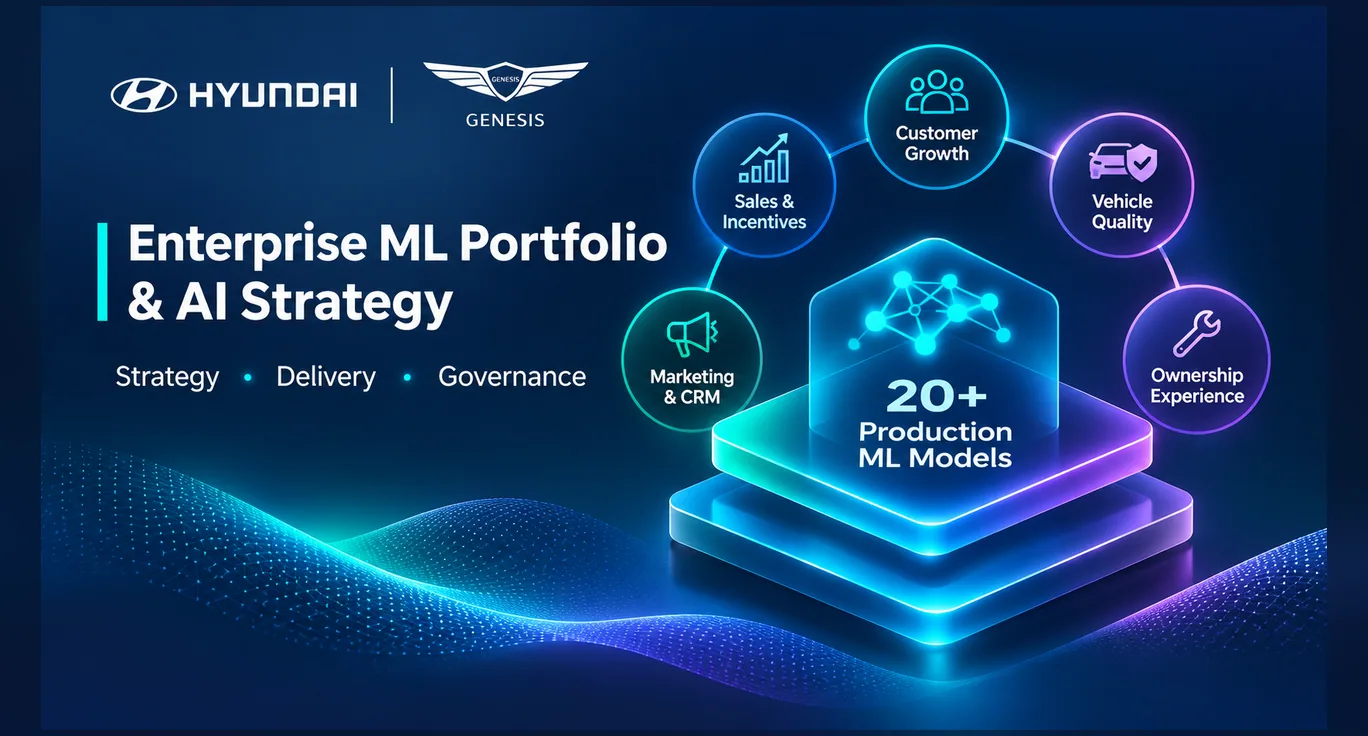 HYUNDAI
GENESIS
GENESIS
Enterprise ML Portfolio
& AI Strategy
Strategy • Delivery • Governance
Marketing
& CRM
Sales &
Incentives
Customer
Growth
Vehicle
Quality
Ownership
Experience
20+
Production
ML Models